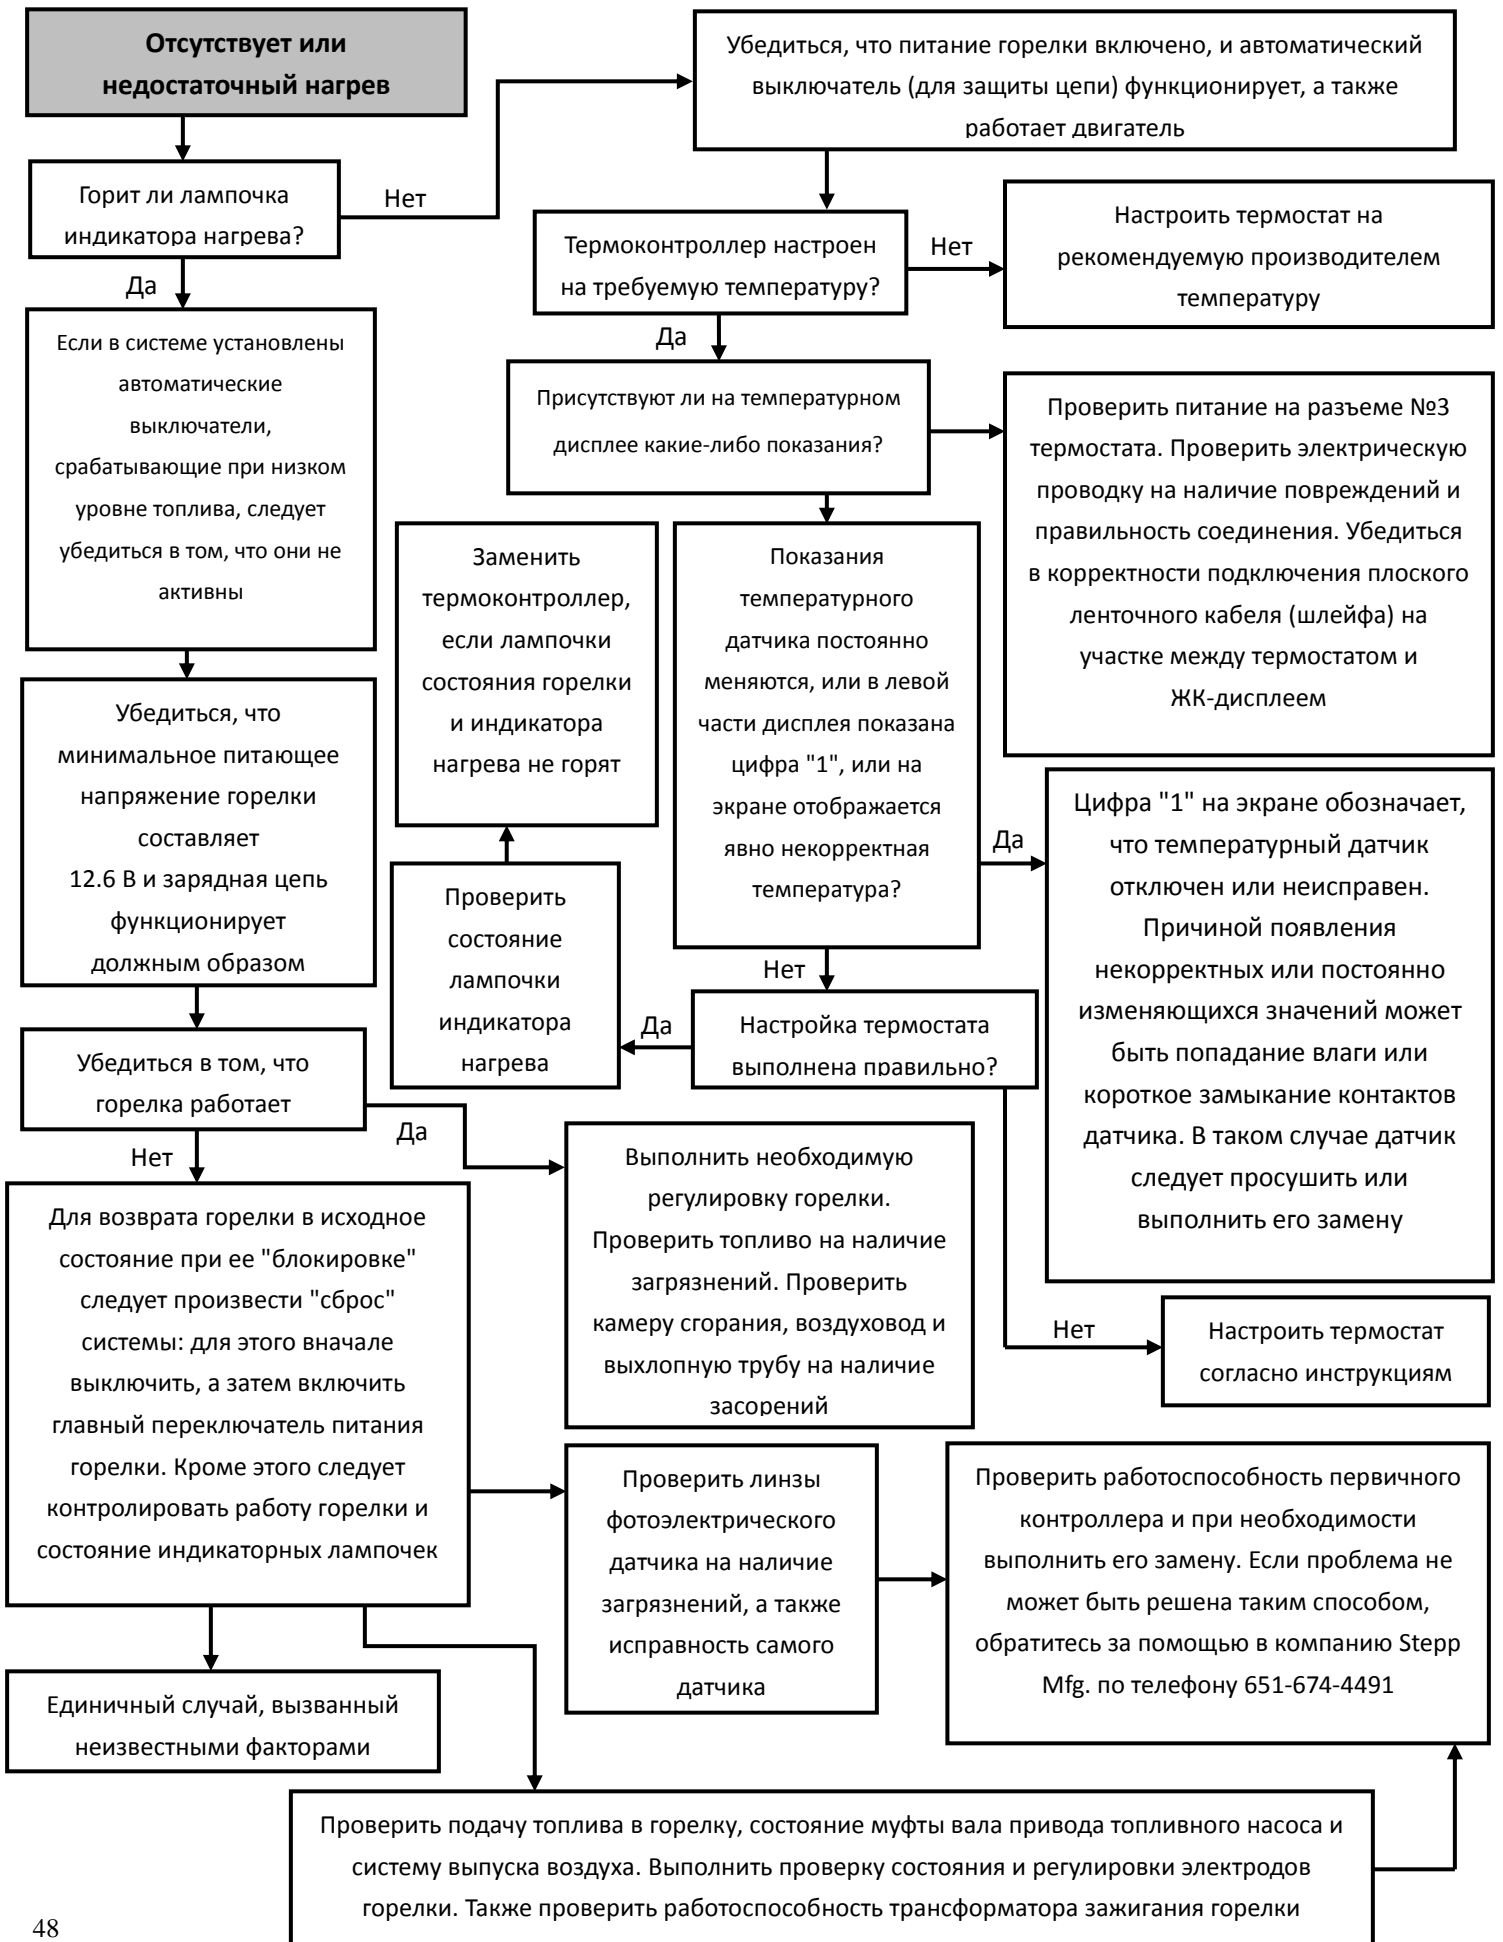 Отсутствует или
недостаточный нагрев
Убедиться, что питание горелки включено, и автоматический
выключатель (для защиты цепи) функционирует, а также
работает двигатель
Горит ли лампочка
индикатора нагрева?
Нет
Термоконтроллер настроен
на требуемую температуру?
Нет
Настроить термостат на
рекомендуемую производителем
температуру
Да
Да
Если в системе установлены
автоматические
выключатели,
срабатывающие при низком
уровне топлива, следует
убедиться в том, что они не
активны
Присутствуют ли на температурном
дисплее какие-либо показания?
Проверить питание на разъеме №3
термостата. Проверить электрическую
проводку на наличие повреждений и
правильность соединения. Убедиться
в корректности подключения плоского
ленточного кабеля (шлейфа) на
участке между термостатом и
ЖК-дисплеем
Заменить
термоконтроллер,
если лампочки
состояния горелки
и индикатора
нагрева не горят
Показания
температурного
датчика постоянно
меняются, или в левой
части дисплея показана
цифра "1", или на
экране отображается
явно некорректная
температура?
Убедиться, что
минимальное питающее
напряжение горелки
составляет
12.6 В и зарядная цепь
функционирует
должным образом
Да
Цифра "1" на экране обозначает,
что температурный датчик
отключен или неисправен.
Причиной появления
некорректных или постоянно
изменяющихся значений может
быть попадание влаги или
короткое замыкание контактов
датчика. В таком случае датчик
следует просушить или
выполнить его замену
Проверить
состояние
лампочки
индикатора
нагрева
Нет
Да
Настройка термостата
выполнена правильно?
Убедиться в том, что
горелка работает
Да
Нет
Выполнить необходимую
регулировку горелки.
Проверить топливо на наличие
загрязнений. Проверить
камеру сгорания, воздуховод и
выхлопную трубу на наличие
засорений
Для возврата горелки в исходное
состояние при ее "блокировке"
следует произвести "сброс"
системы: для этого вначале
выключить, а затем включить
главный переключатель питания
горелки. Кроме этого следует
контролировать работу горелки и
состояние индикаторных лампочек
Нет
Настроить термостат
согласно инструкциям
Проверить линзы
фотоэлектрического
датчика на наличие
загрязнений, а также
исправность самого
датчика
Проверить работоспособность первичного
контроллера и при необходимости
выполнить его замену. Если проблема не
может быть решена таким способом,
обратитесь за помощью в компанию Stepp
Mfg. по телефону 651-674-4491
Единичный случай, вызванный
неизвестными факторами
Проверить подачу топлива в горелку, состояние муфты вала привода топливного насоса и
систему выпуска воздуха. Выполнить проверку состояния и регулировки электродов
горелки. Также проверить работоспособность трансформатора зажигания горелки
48